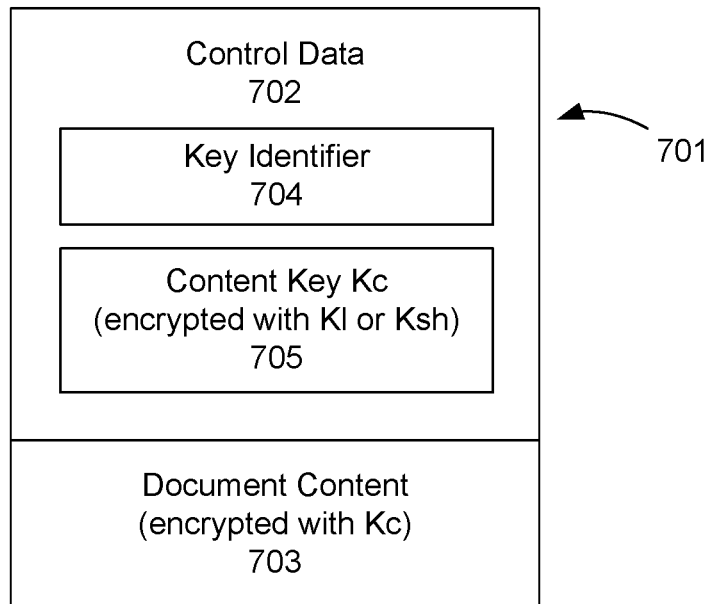 Control Data
702
701
Key Identifier
704
Content Key Kc
(encrypted with Kl or Ksh)
705
Document Content
(encrypted with Kc)
703